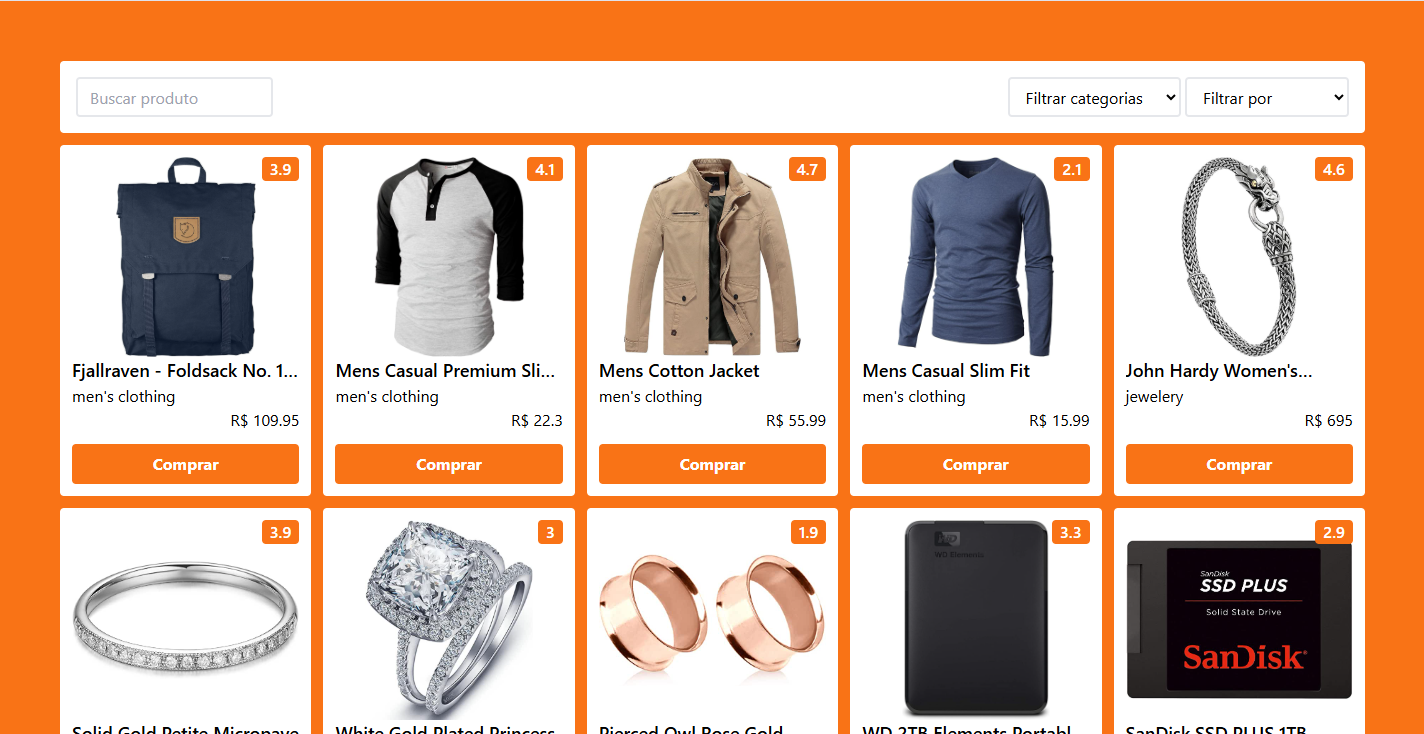 Buscar produto
Filtrar categorias
Filtrar por
3.9
Fjallraven - Foldsack No. 1...
men's clothing
R$ 109.95
Comprar
4.1
Mens Casual Premium Sli...
men's clothing
R$ 22.3
Comprar
4.7
Mens Cotton Jacket
men's clothing
R$ 55.99
Comprar
2.1
Mens Casual Slim Fit
men's clothing
R$ 15.99
Comprar
4.6
John Hardy Women's...
jewelery
R$ 695
Comprar
3.9
Solid Gold Petite Micropave
3
White Gold Plated Princess
1.9
Pierced Owl Rose Gold
3.3
WD
WD Elements
WD 2TB Elements Portabl
2.9
SanDisk
SSD PLUS
Solid State Drive
SanDisk
SanDisk SSD PLUS 1TB